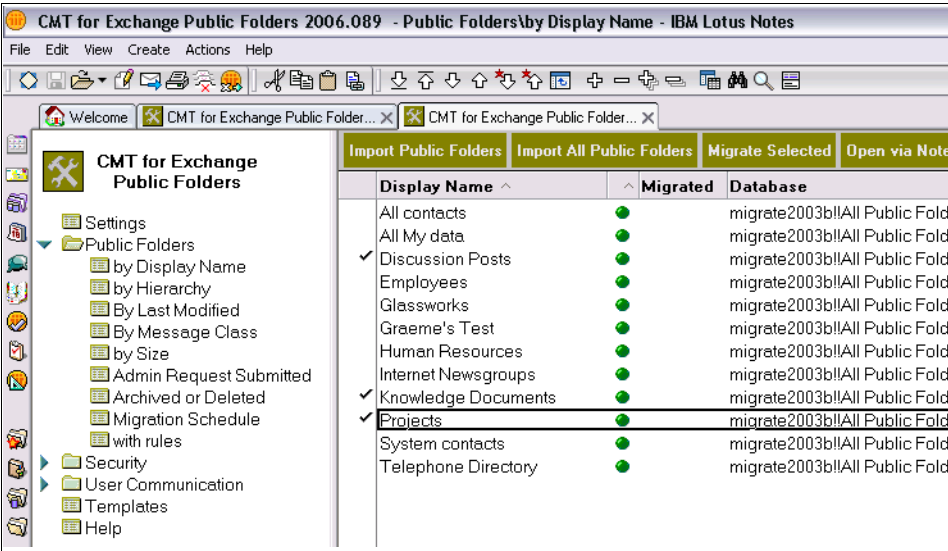 CMT for Exchange Public Folders 2006.089 - Public Folders\by Display Name - IBM Lotus Notes
File Edit View Create Actions Help
Welcome CMT for Exchange Public Folder... CMT for Exchange Public Folder...
CMT for Exchange
Public Folders
Settings
Public Folders
by Display Name
by Hierarchy
By Last Modified
By Message Class
by Size
Admin Request Submitted
Archived or Deleted
Migration Schedule
with rules
Security
User Communication
Templates
Help
Import Public Folders Import All Public Folders Migrate Selected Open via Note
Display Name Migrated Database
All contacts migrate2003b!!All Public Fold
All My data migrate2003b!!All Public Fold
Discussion Posts migrate2003b!!All Public Fold
Employees migrate2003b!!All Public Fold
Glassworks migrate2003b!!All Public Fold
Graeme's Test migrate2003b!!All Public Fold
Human Resources migrate2003b!!All Public Fold
Internet Newsgroups migrate2003b!!All Public Fold
Knowledge Documents migrate2003b!!All Public Fold
Projects migrate2003b!!All Public Fold
System contacts migrate2003b!!All Public Fold
Telephone Directory migrate2003b!!All Public Fold